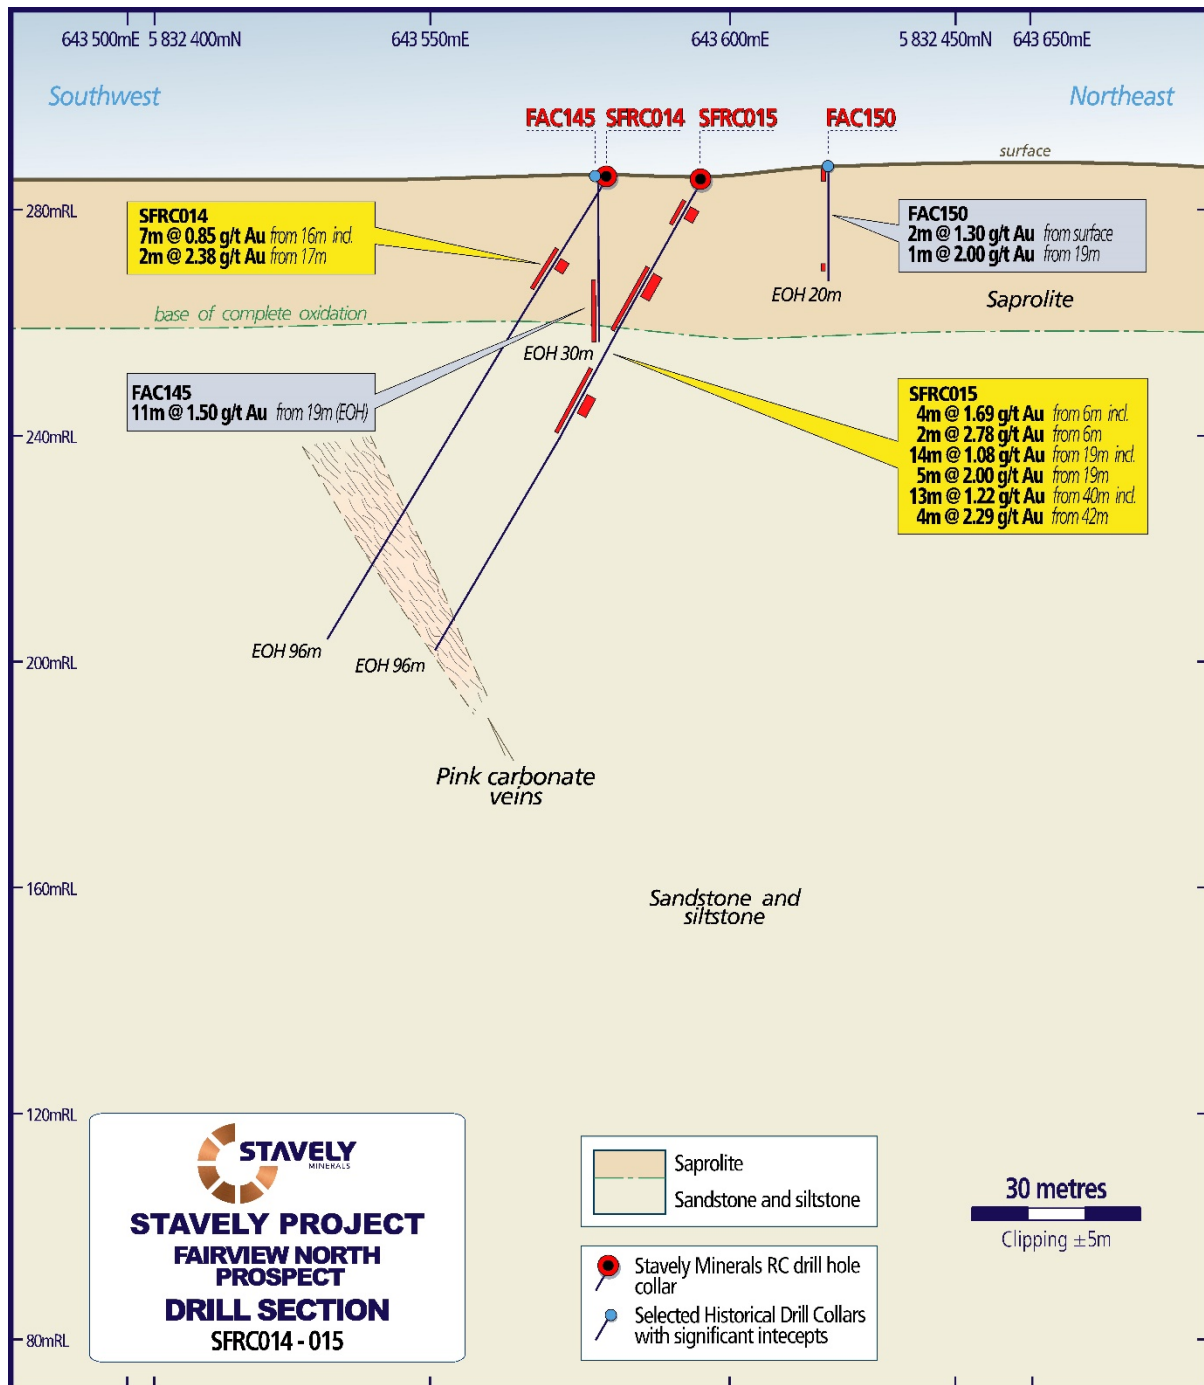 643 500mE 5 832 400mN 643 550mE 643 600mE 5 832 450mN 643 650mE
Southwest Northeast
FAC145 SFRC014 SFRC015 FAC150
surface
280mRL
SFRC014
7m @ 0.85 g/t Au from 16m incl.
2m @ 2.38 g/t Au from 17m
FAC150
2m @ 1.30 g/t Au from surface
1m @ 2.00 g/t Au from 19m
EOH 20m
Saprolite
base of complete oxidation
EOH 30m
FAC145
11m @ 1.50 g/t Au from 19m (EOH)
SFRC015
4m @ 1.69 g/t Au from 6m incl.
2m @ 2.78 g/t Au from 6m
14m @ 1.08 g/t Au from 19m incl.
5m @ 2.00 g/t Au from 19m
13m @ 1.22 g/t Au from 40m incl.
4m @ 2.29 g/t Au from 42m
240mRL
EOH 96m
EOH 96m
200mRL
Pink carbonate
veins
160mRL
Sandstone and
siltstone
120mRL
STAVELY
MINERALS
STAVELY PROJECT
FAIRVIEW NORTH
PROSPECT
DRILL SECTION
SFRC014 - 015
Saprolite
Sandstone and siltstone
30 metres
Clipping ±5m
Stavely Minerals RC drill hole
collar
Selected Historical Drill Collars
with significant intecepts
80mRL